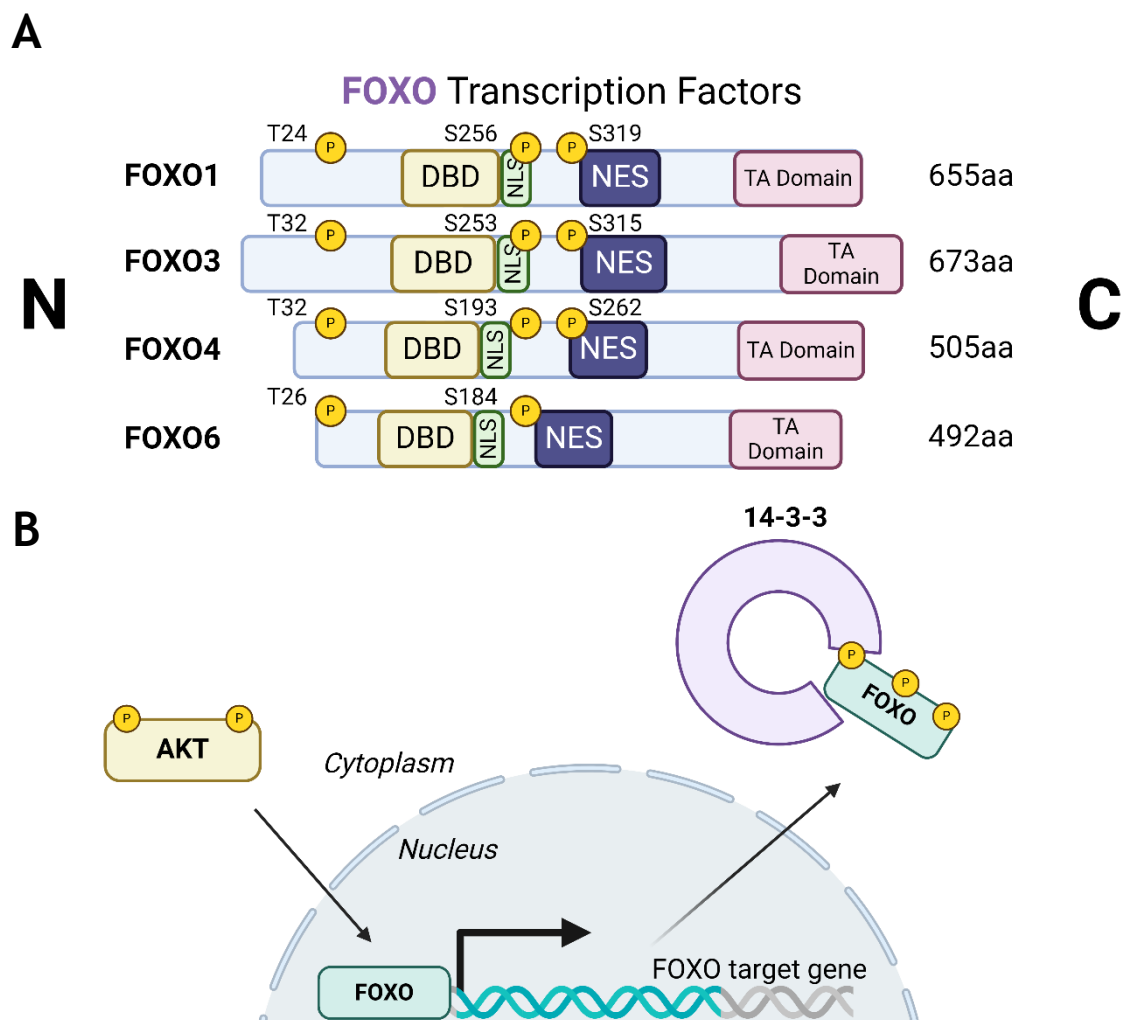 A
FOXO Transcription Factors
T24 P S256 P P S319
FOXO1 DBD NLS NES TA Domain 655aa
T32 P S253 P P S315
FOXO3 DBD NLS NES TA
Domain 673aa
N C
T32 P S193 P P S262
FOXO4 DBD NLS NES TA Domain 505aa
T26 P S184 P
FOXO6 DBD NLS NES TA
Domain 492aa
B
14-3-3
P P P
FOXO
P P
AKT
Cytoplasm
Nucleus
FOXO target gene
FOXO